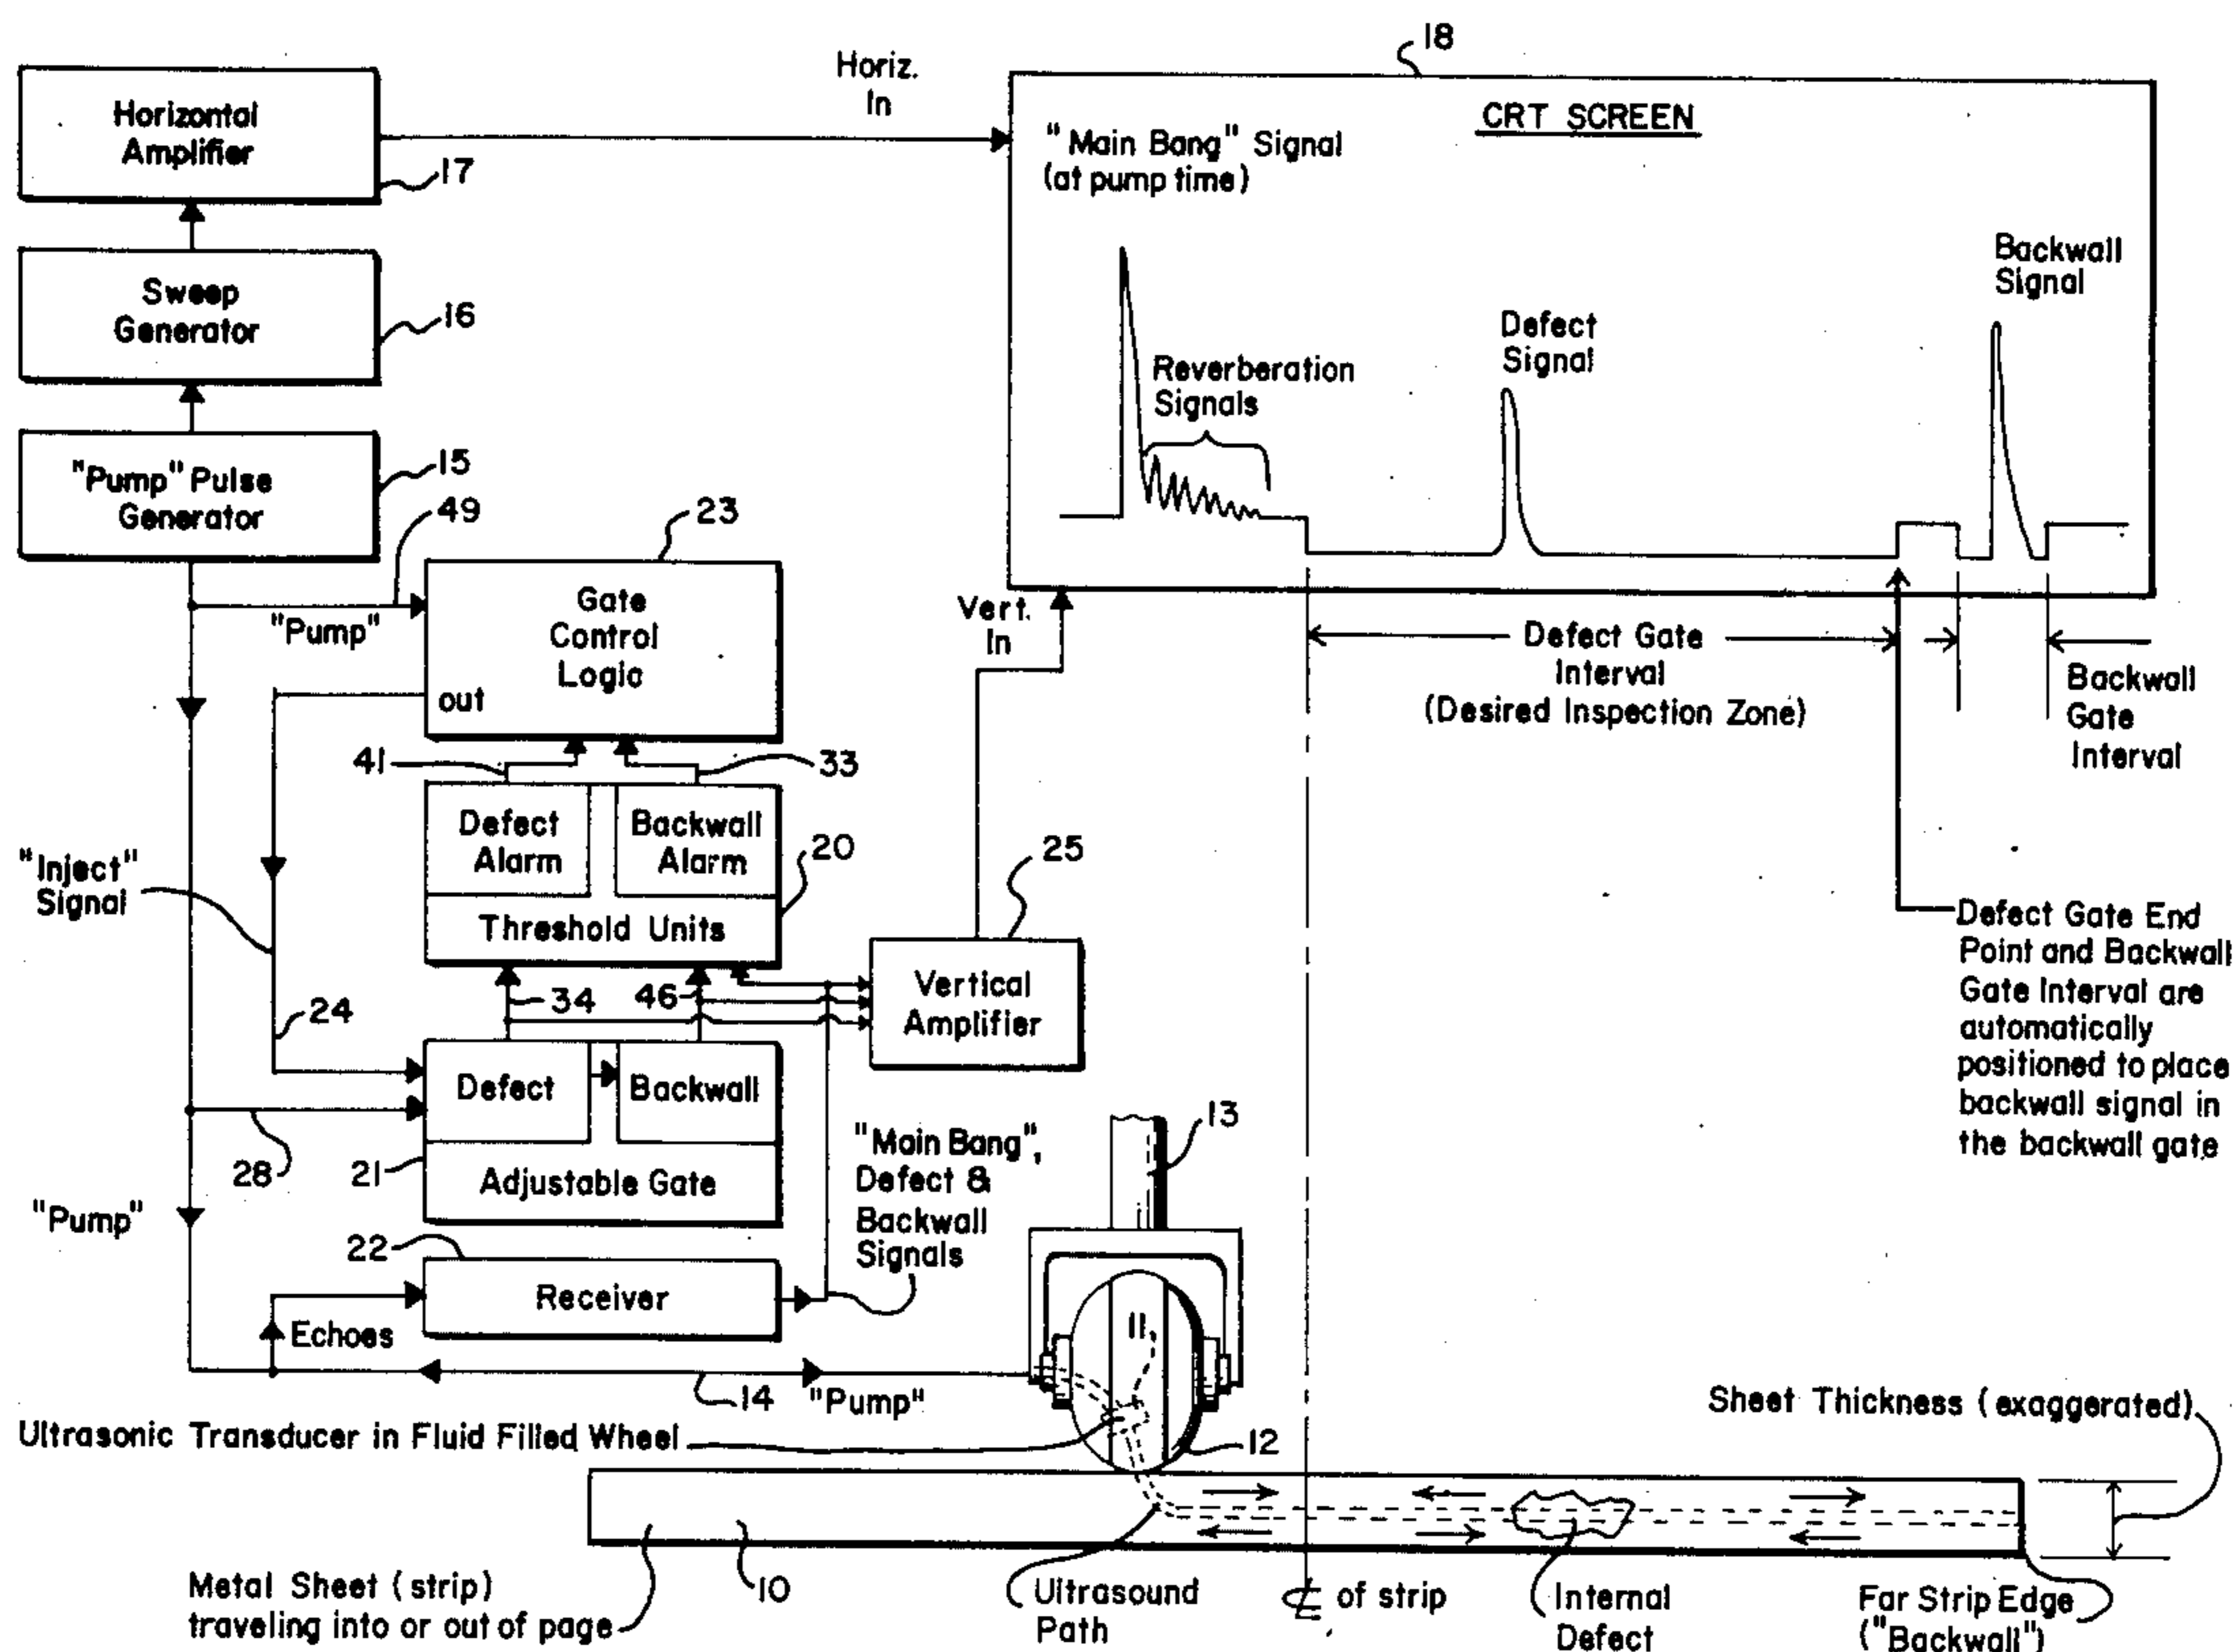 18
Horiz.
In
Horizontal
Amplifier
17
CRT SCREEN
"Main Bang" Signal
(at pump time)
Sweep
Generator
16
Backwall
Signal
Defect
Signal
Reverberation
Signals
"Pump" Pulse
Generator
15
49
23
"Pump"
Gate
Control
Logic
out
Vert.
In
Defect Gate
Interval
(Desired Inspection Zone)
Backwall
Gate
Interval
41
33
Defect
Alarm
Backwall
Alarm
20
Threshold Units
"Inject"
Signal
25
Vertical
Amplifier
34
46
24
Defect Gate End
Point and Backwall
Gate Interval are
automatically
positioned to place
backwall signal in
the backwall gate
Defect
Backwall
Adjustable Gate
28
21
"Main Bang",
Defect &
Backwall
Signals
13
"Pump"
22
Receiver
Echoes
11
14
"Pump"
Ultrasonic Transducer in Fluid Filled Wheel
12
Sheet Thickness (exaggerated)
Metal Sheet (strip)
traveling into or out of page
10
Ultrasound
Path
℄ of strip
Internal
Defect
Far Strip Edge
("Backwall")